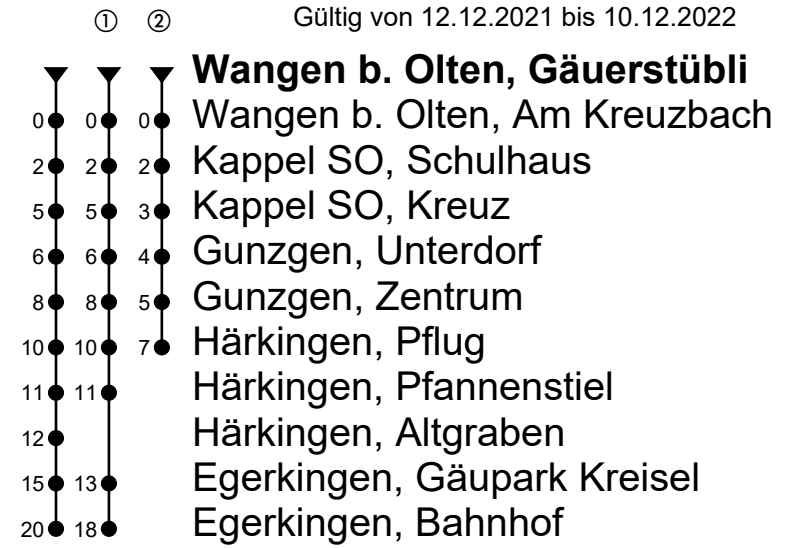 ① ② Gültig von 12.12.2021 bis 10.12.2022
Wangen b. Olten, Gäuerstübli
0 0 0 Wangen b. Olten, Am Kreuzbach
2 2 2 Kappel SO, Schulhaus
5 5 3 Kappel SO, Kreuz
6 6 4 Gunzgen, Unterdorf
8 8 5 Gunzgen, Zentrum
10 10 7 Härkingen, Pflug
11 11 Härkingen, Pfannenstiel
12 Härkingen, Altgraben
15 13 Egerkingen, Gäupark Kreisel
20 18 Egerkingen, Bahnhof